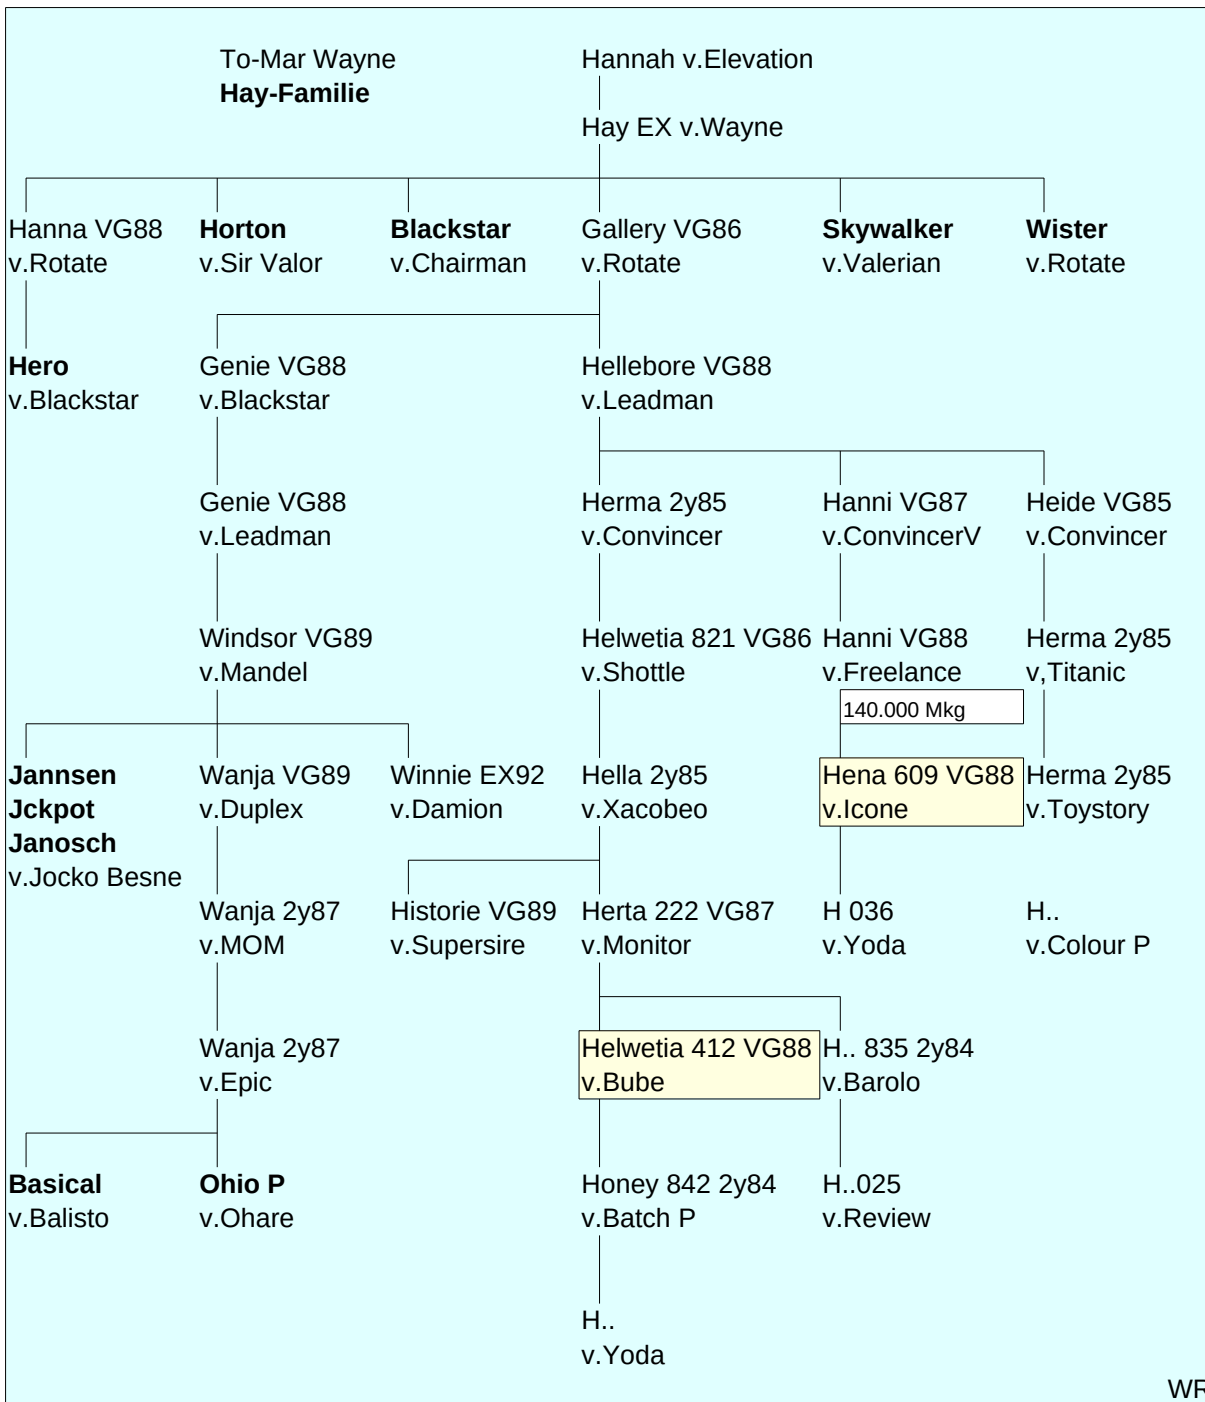 To-Mar Wayne
Hay-Familie
Hannah v.Elevation
Hay EX v.Wayne
Hanna VG88
v.Rotate
Horton
v.Sir Valor
Blackstar
v.Chairman
Gallery VG86
v.Rotate
Skywalker
v.Valerian
Wister
v.Rotate
Hero
v.Blackstar
Genie VG88
v.Blackstar
Hellebore VG88
v.Leadman
Genie VG88
v.Leadman
Herma 2y85
v.Convincer
Hanni VG87
v.ConvincerV
Heide VG85
v.Convincer
Windsor VG89
v.Mandel
Helwetia 821 VG86
v.Shottle
Hanni VG88
v.Freelance
Herma 2y85
v,Titanic
140.000 Mkg
Jannsen
Jckpot
Janosch
v.Jocko Besne
Wanja VG89
v.Duplex
Winnie EX92
v.Damion
Hella 2y85
v.Xacobeo
Hena 609 VG88
v.Icone
Herma 2y85
v.Toystory
Wanja 2y87
v.MOM
Historie VG89
v.Supersire
Herta 222 VG87
v.Monitor
H 036
v.Yoda
H..
v.Colour P
Wanja 2y87
v.Epic
Helwetia 412 VG88
v.Bube
H.. 835 2y84
v.Barolo
Basical
v.Balisto
Ohio P
v.Ohare
Honey 842 2y84
v.Batch P
H..025
v.Review
H..
v.Yoda
WR